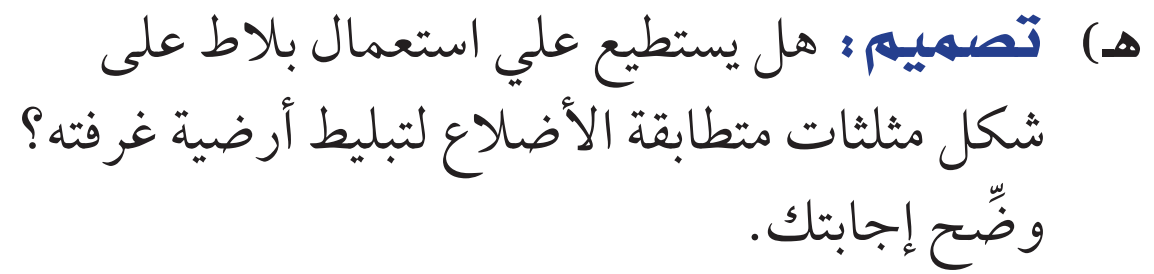 هـ) تصميم : هل يستطيع علي استعمال بلاط على
شكل مثلثات متطابقة الأضلاع لتبليط أرضية غرفته؟
وضِّح إجابتك.